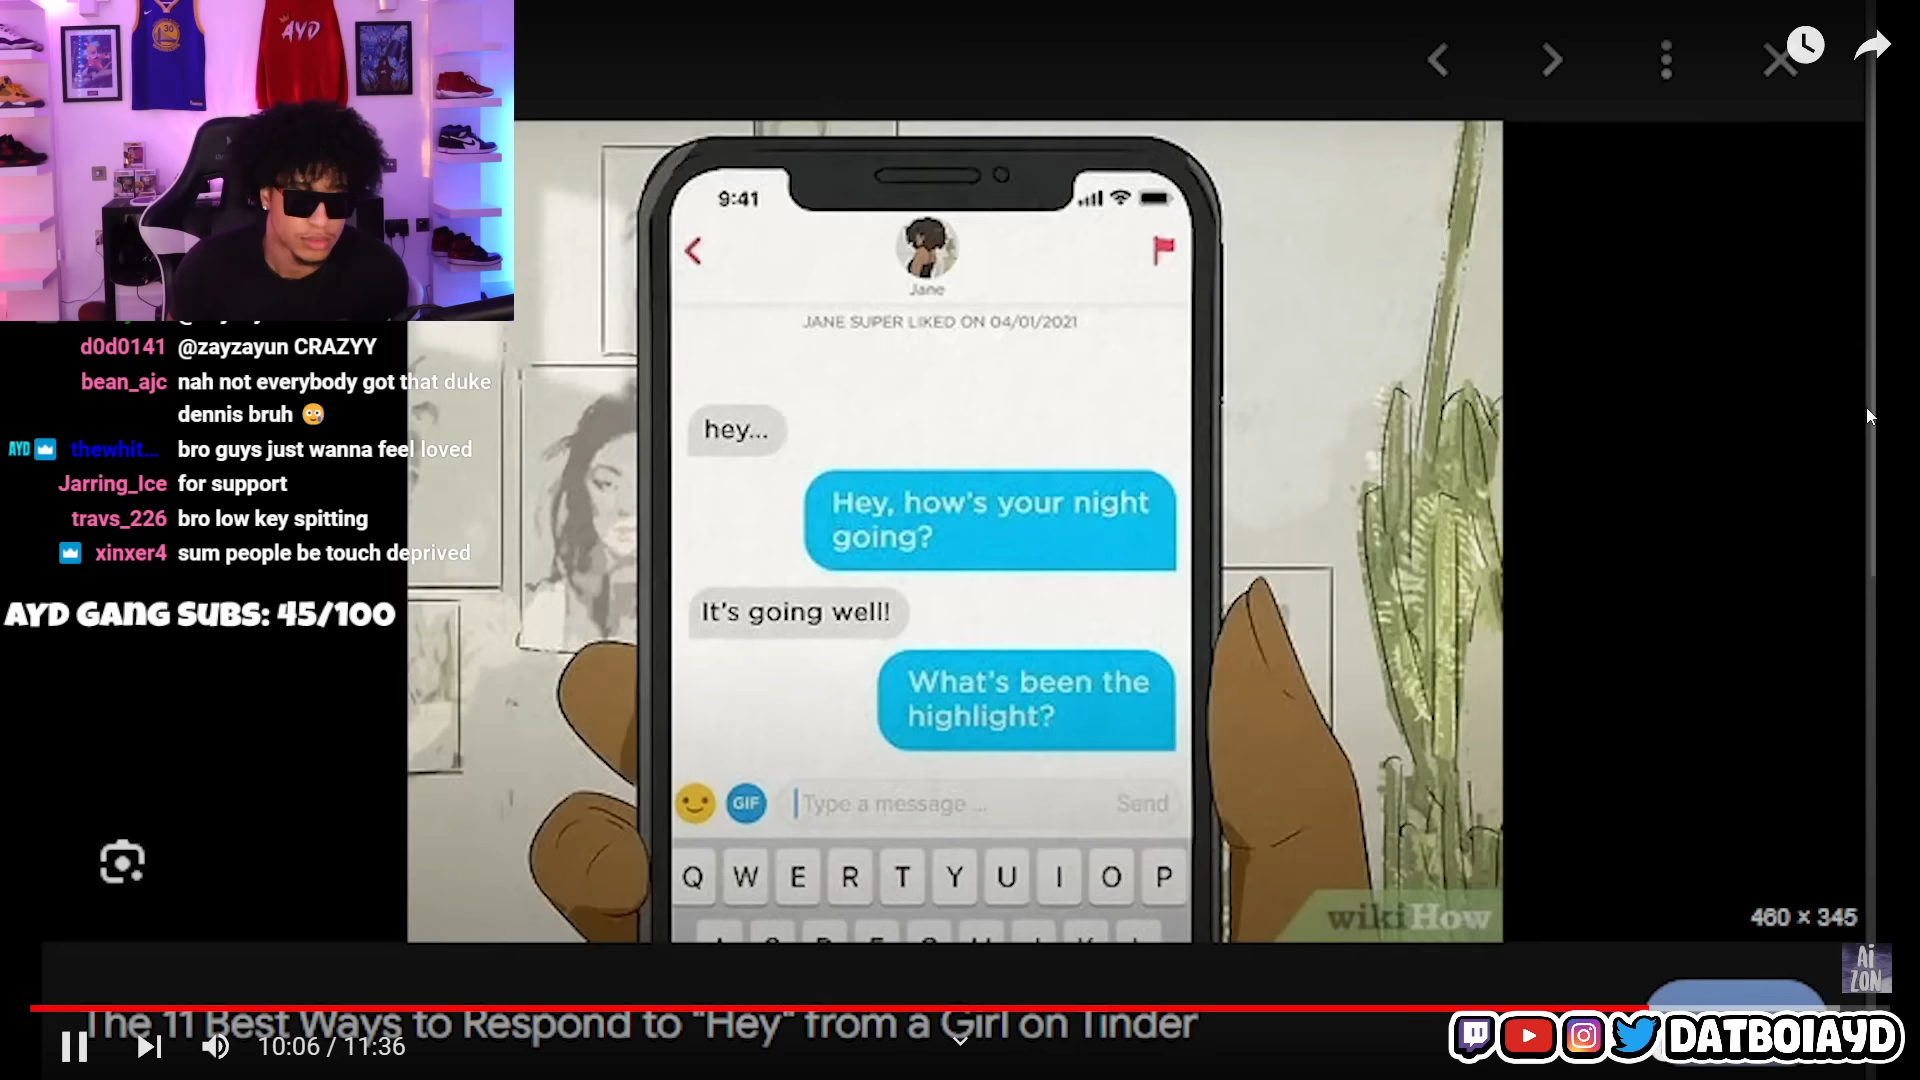 AYD
30
d0d0141 @zayzayun CRAZYY
bean_ajc nah not everybody got that duke
dennis bruh
AYD thewhit... bro guys just wanna feel loved
Jarring_Ice for support
travs_226 bro low key spitting
xinxer4 sum people be touch deprived
AYD GANG SUBS: 45/100
9:41
Jane
JANE SUPER LIKED ON 04/01/2021
hey...
Hey, how's your night
going?
It's going well!
What's been the
highlight?
GIF Type a message ... Send
Q W E R T Y U I O P
wikiHow
460 × 345
Ai
ZON
The 11 Best Ways to Respond to "Hey" from a Girl on Tinder
10:06 / 11:36
DATBOIAYD